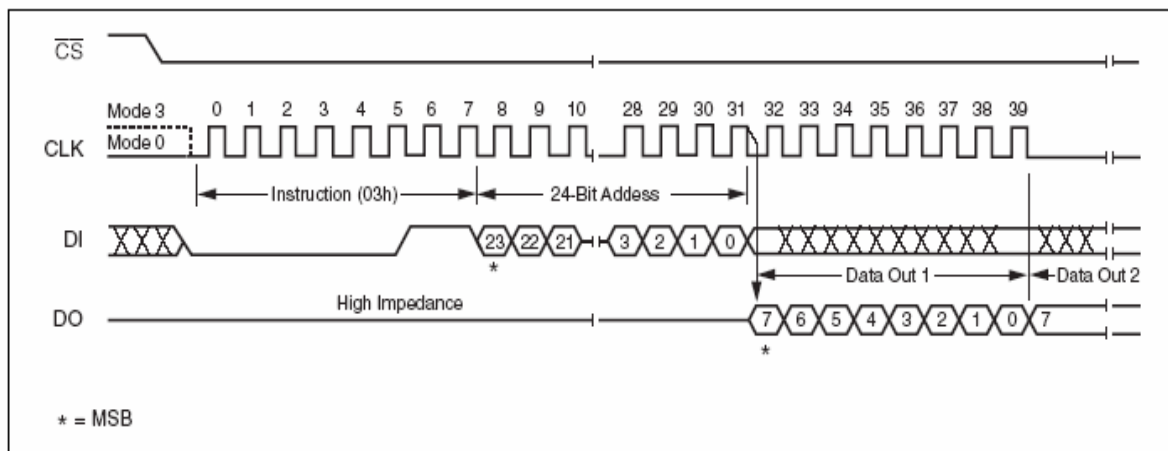 CS
Mode 3
0 1 2 3 4 5 6 7 8 9 10 28 29 30 31 32 33 34 35 36 37 38 39
CLK
Mode 0
Instruction (03h)
24-Bit Addess
DI
23 22 21 3 2 1 0
*
Data Out 1
Data Out 2
High Impedance
DO
7 6 5 4 3 2 1 0 7
*
* = MSB